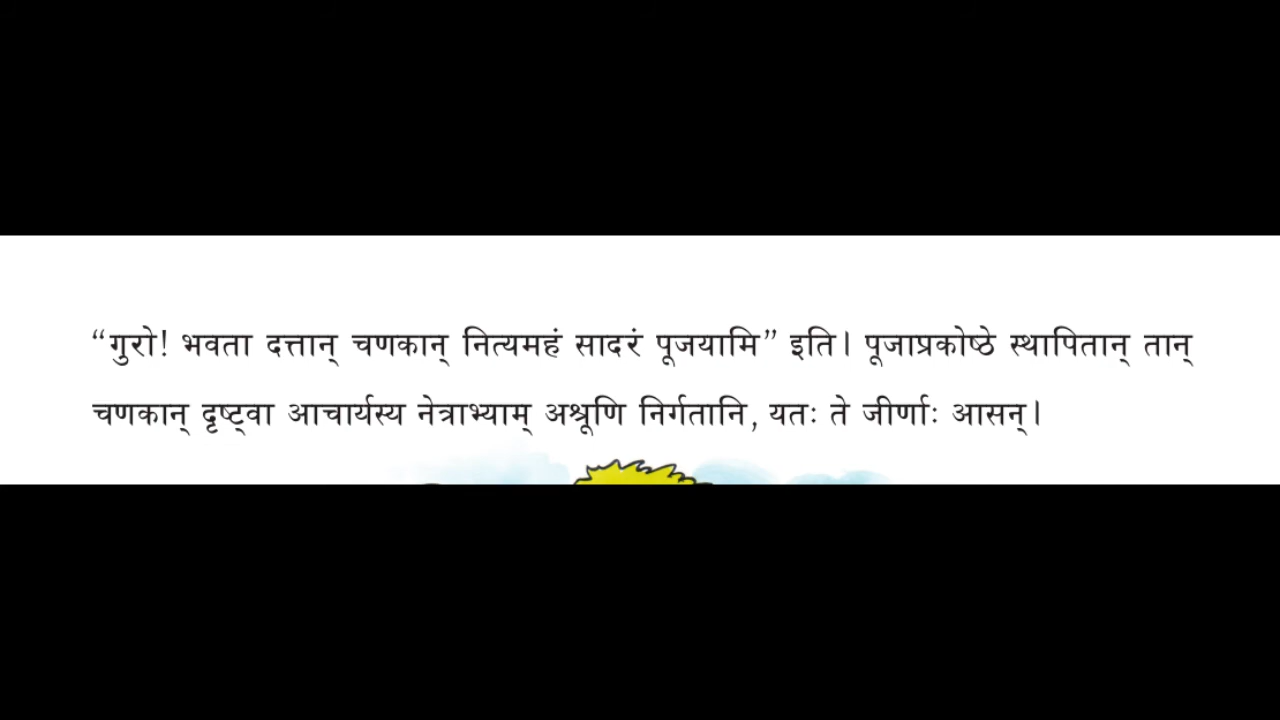 “गुरो! भवता दत्तान् चणकान् नित्यमहं सादरं पूजयामि” इति। पूजाप्रकोष्ठे स्थापितान् तान्
चणकान् दृष्ट्वा आचार्यस्य नेत्राभ्याम् अश्रूणि निर्गतानि, यतः ते जीर्णाः आसन्।